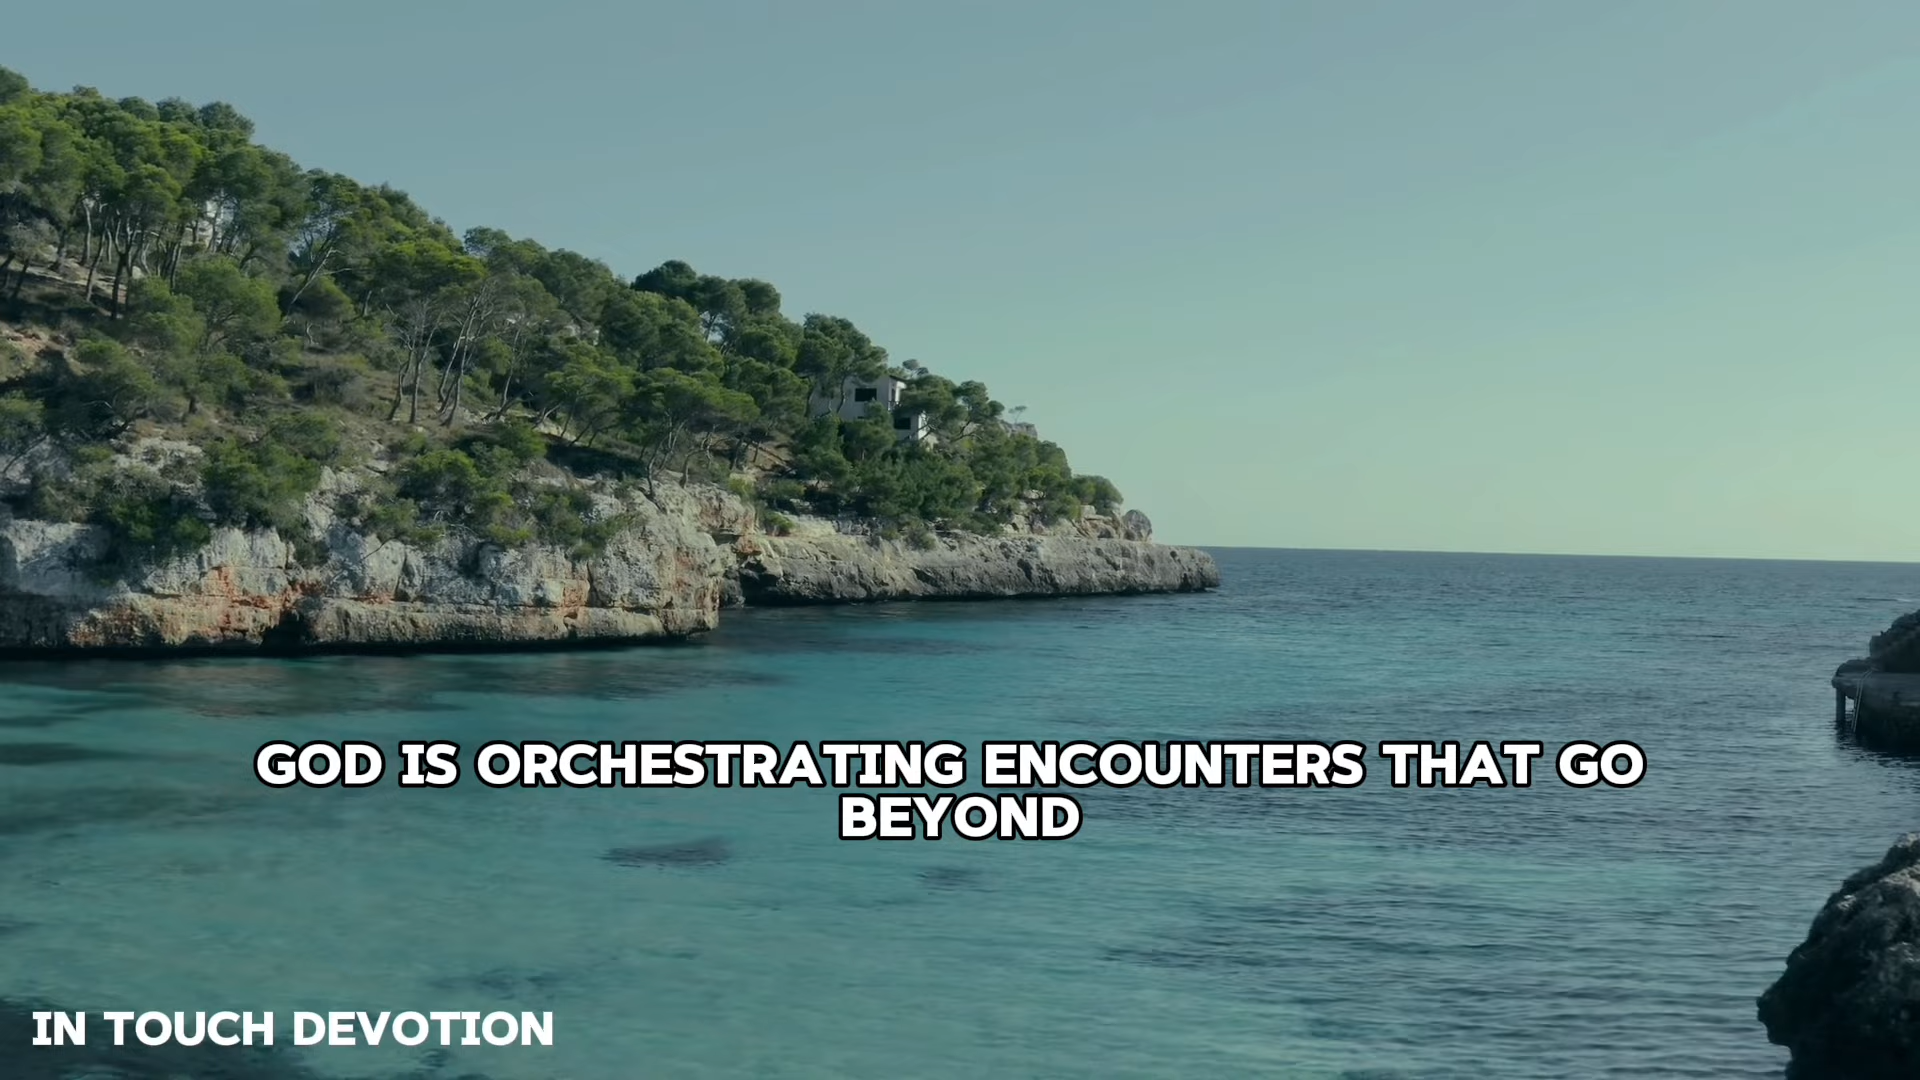 GOD IS ORCHESTRATING ENCOUNTERS THAT GO
BEYOND
IN TOUCH DEVOTION